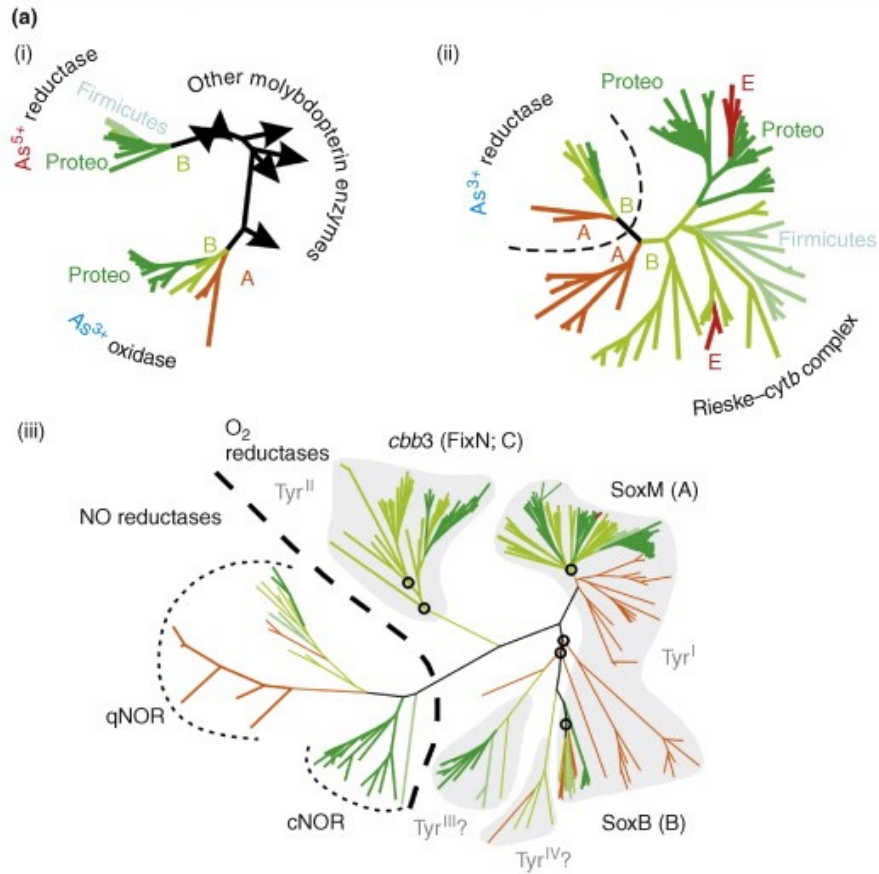 (a)
(i)
As5+ reductase
Firmicutes
Proteo
B
Other molybdopterin enzymes
B
A
Proteo
As3+ oxidase
(ii)
As3+ reductase
Proteo
E
Proteo
B
A
A
B
Firmicutes
E
Rieske–cytb complex
(iii)
O2
reductases
NO reductases
cbb3 (FixN; C)
TyrII
SoxM (A)
TyrI
qNOR
cNOR
TyrIII?
TyrIV?
SoxB (B)